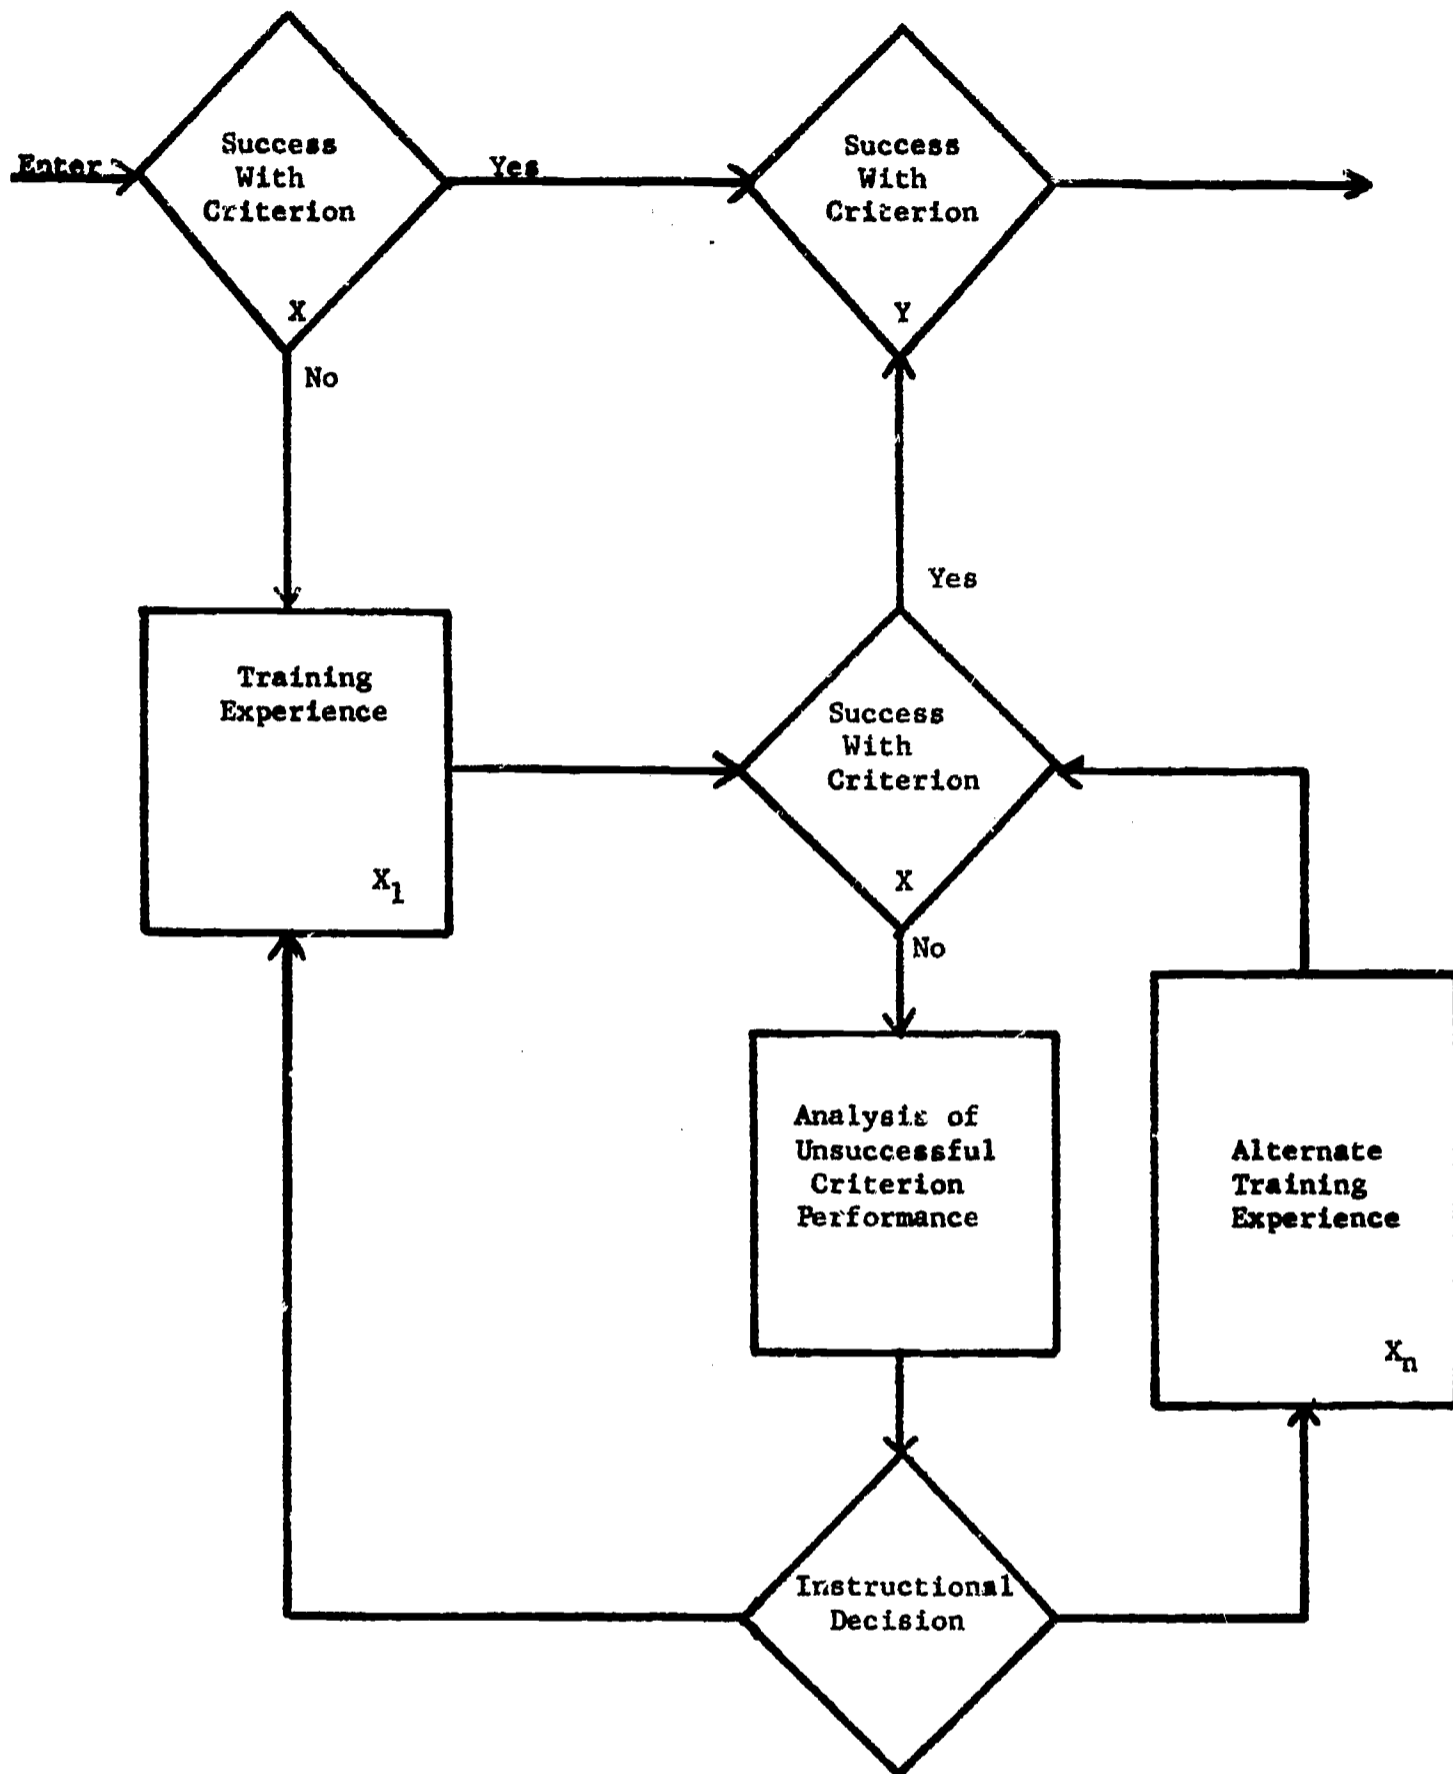 Enter
Success
With
Criterion
X
Yes
Success
With
Criterion
Y
No
Training
Experience
X1
Yes
Success
With
Criterion
X
No
Analysis of
Unsuccessful
Criterion
Performance
Alternate
Training
Experience
Xn
Instructional
Decision